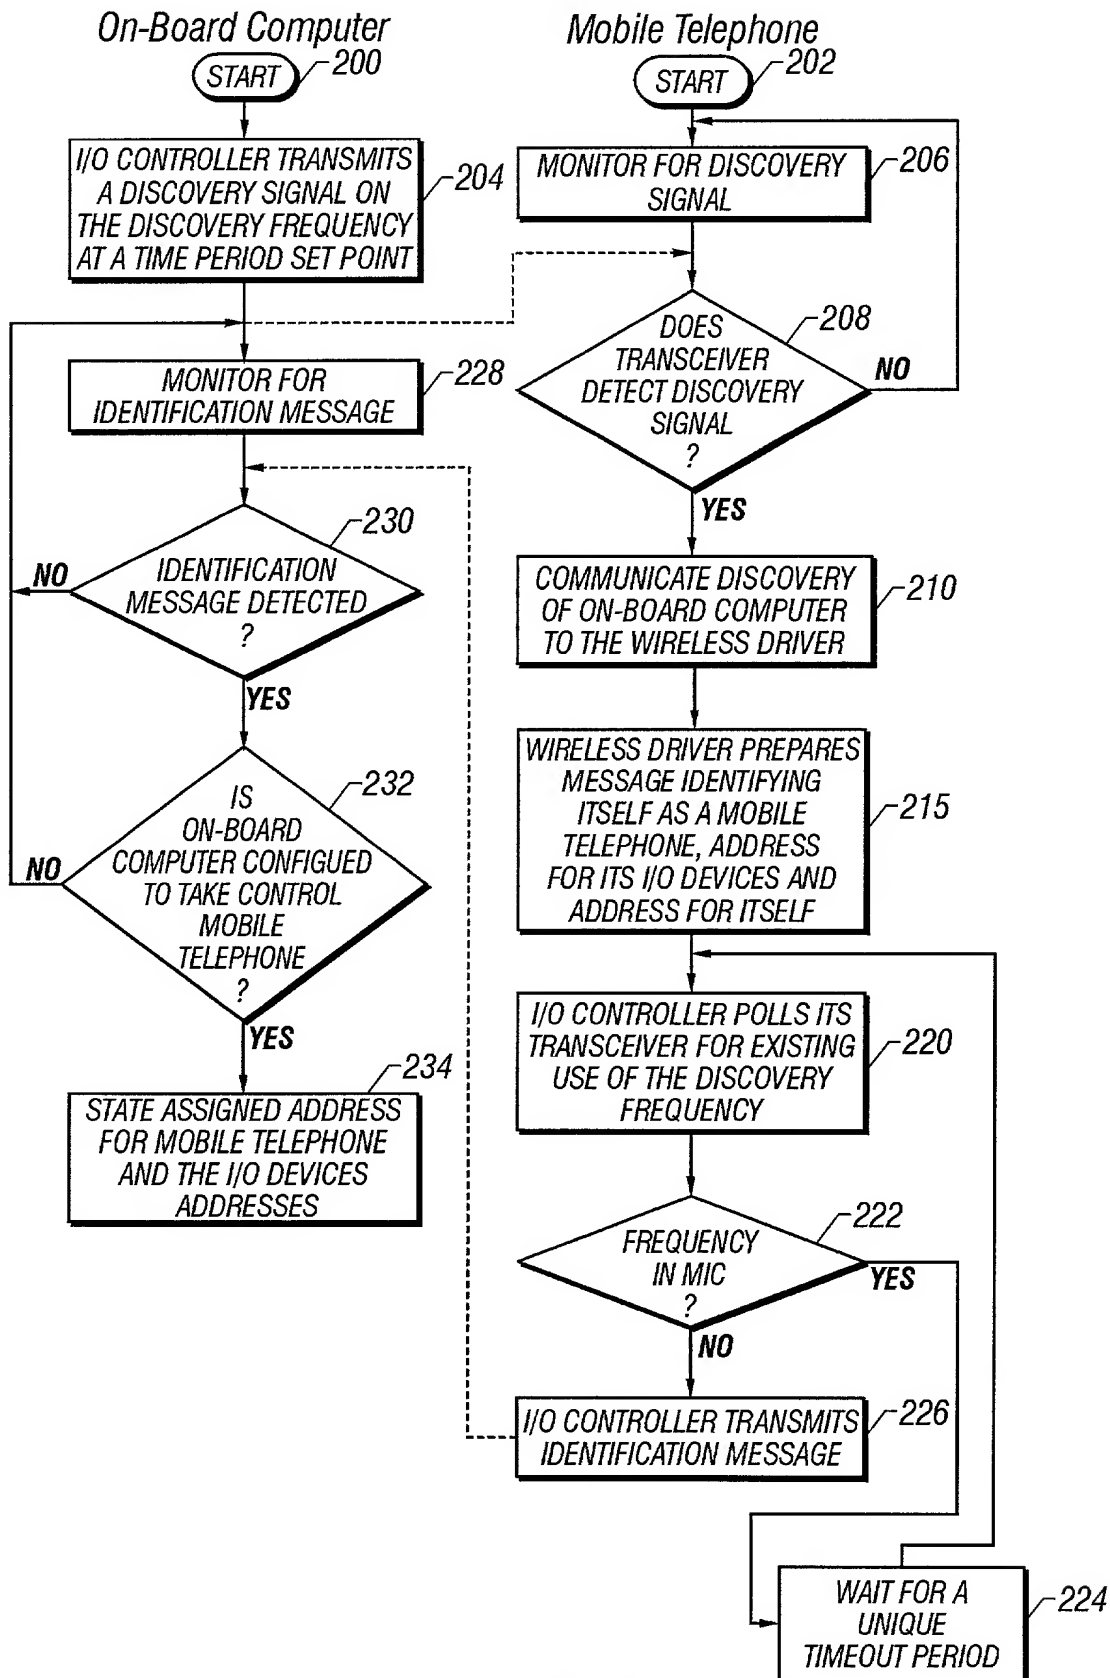 On-Board Computer
START
200
I/O CONTROLLER TRANSMITS
A DISCOVERY SIGNAL ON
THE DISCOVERY FREQUENCY
AT A TIME PERIOD SET POINT
204
MONITOR FOR
IDENTIFICATION MESSAGE
228
IDENTIFICATION
MESSAGE DETECTED
?
230
NO
YES
IS
ON-BOARD
COMPUTER CONFIGUED
TO TAKE CONTROL
MOBILE
TELEPHONE
?
232
NO
YES
STATE ASSIGNED ADDRESS
FOR MOBILE TELEPHONE
AND THE I/O DEVICES
ADDRESSES
234
Mobile Telephone
START
202
MONITOR FOR DISCOVERY
SIGNAL
206
DOES
TRANSCEIVER
DETECT DISCOVERY
SIGNAL
?
208
NO
YES
COMMUNICATE DISCOVERY
OF ON-BOARD COMPUTER
TO THE WIRELESS DRIVER
210
WIRELESS DRIVER PREPARES
MESSAGE IDENTIFYING
ITSELF AS A MOBILE
TELEPHONE, ADDRESS
FOR ITS I/O DEVICES AND
ADDRESS FOR ITSELF
215
I/O CONTROLLER POLLS ITS
TRANSCEIVER FOR EXISTING
USE OF THE DISCOVERY
FREQUENCY
220
FREQUENCY
IN MIC
?
222
YES
NO
I/O CONTROLLER TRANSMITS
IDENTIFICATION MESSAGE
226
WAIT FOR A
UNIQUE
TIMEOUT PERIOD
224